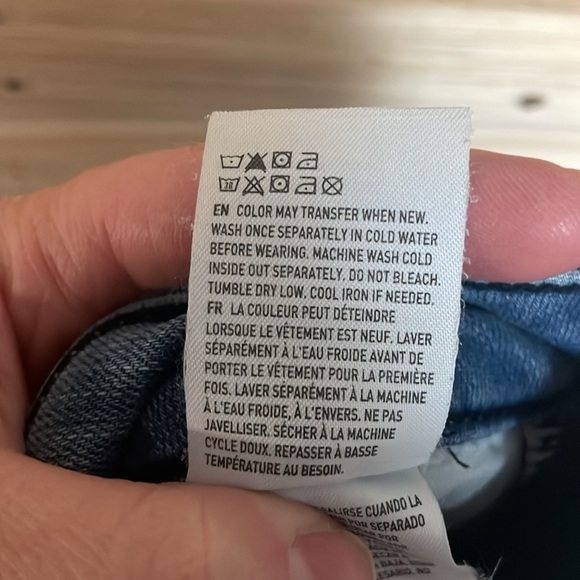 30
EN COLOR MAY TRANSFER WHEN NEW.
WASH ONCE SEPARATELY IN COLD WATER
BEFORE WEARING. MACHINE WASH COLD
INSIDE OUT SEPARATELY. DO NOT BLEACH.
TUMBLE DRY LOW. COOL IRON IF NEEDED.
FR LA COULEUR PEUT DÉTEINDRE
LORSQUE LE VÊTEMENT EST NEUF. LAVER
SÉPARÉMENT À L'EAU FROIDE AVANT DE
PORTER LE VÊTEMENT POUR LA PREMIÈRE
FOIS. LAVER SÉPARÉMENT À LA MACHINE
À L'EAU FROIDE, À L'ENVERS. NE PAS
JAVELLISER. SÉCHER À LA MACHINE
CYCLE DOUX. REPASSER À BASSE
TEMPÉRATURE AU BESOIN.
CUANDO LA
POR SEPARADO
POR
BAJA.
NO